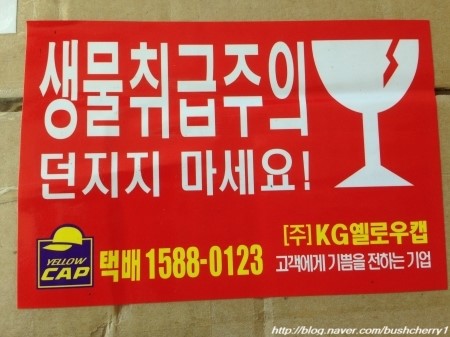 생물취급주의
던지지 마세요!
YELLOW
CAP
택배 1588-0123
[주] KG옐로우캡
고객에게 기쁨을 전하는 기업
http://blog.naver.com/bushcherry1